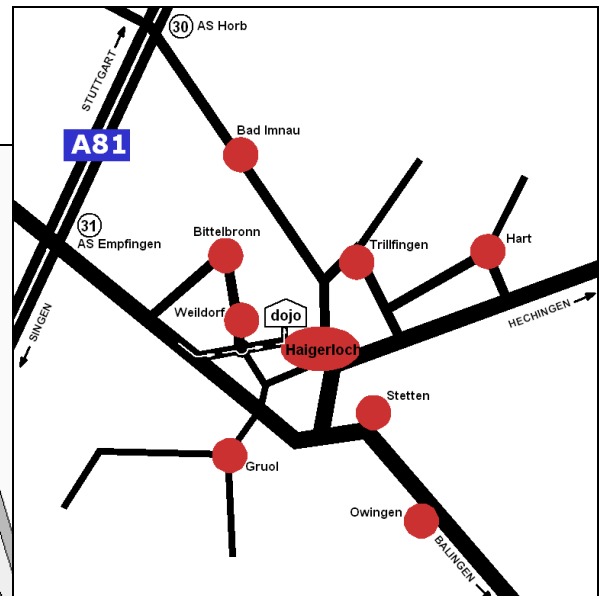 30 AS Horb
STUTTGART
A81
Bad Imnau
31
AS Empfingen
Bittelbronn
Trillfingen
Hart
Weildorf
dojo
HECHINGEN
SINGEN
Haigerloch
Stetten
Gruol
Owingen
BALINGEN